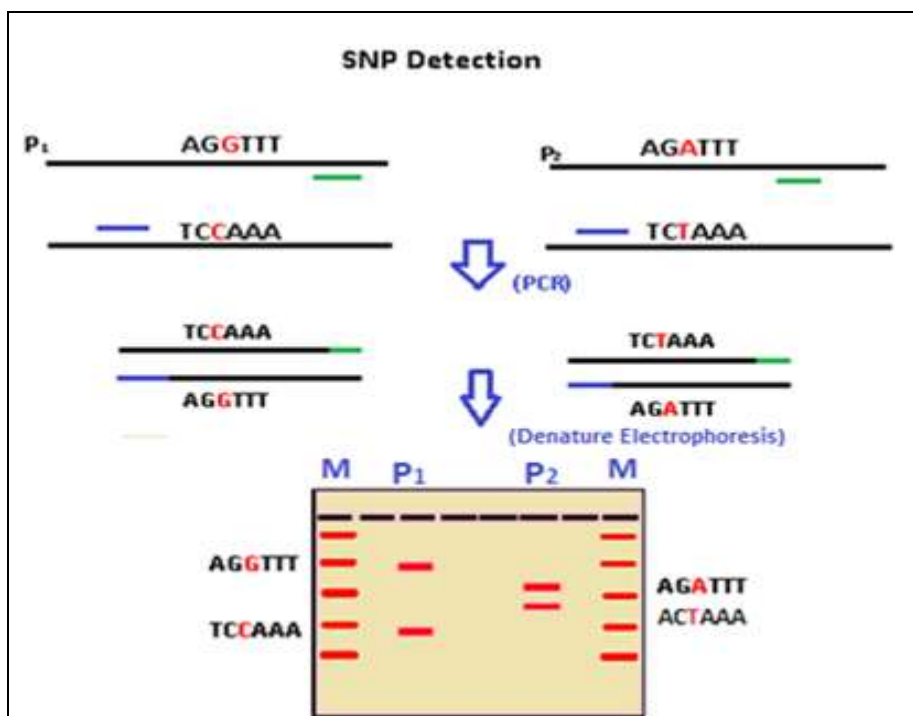 SNP Detection
P₁ AGGTTT
P₂ AGATTT
TCCAAA
TCTAAA
(PCR)
TCCAAA
TCTAAA
AGGTTT
AGATTT
(Denature Electrophoresis)
M P₁ P₂ M
AGGTTT
AGATTT
ACTAAA
TCCAAA